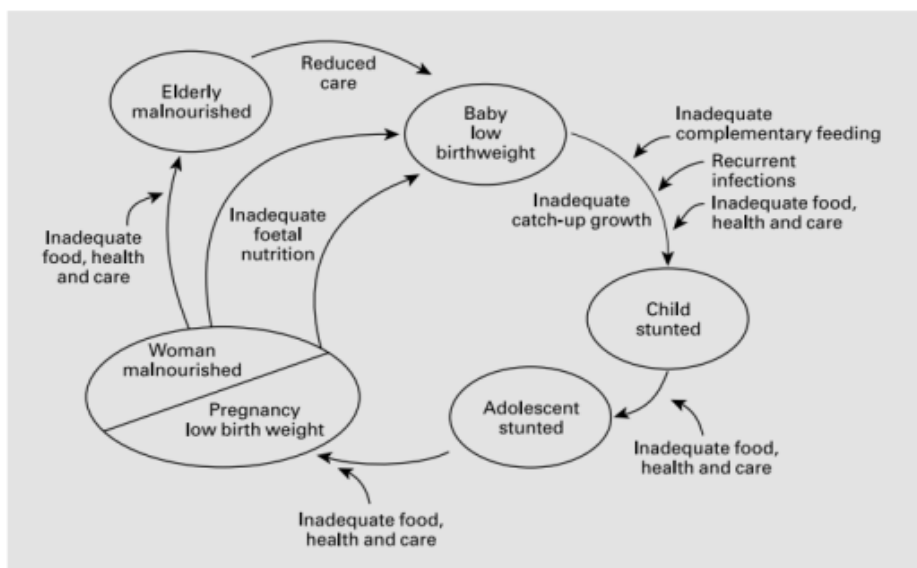 Elderly
malnourished
Reduced
care
Baby
low
birthweight
Inadequate
complementary feeding
Recurrent
infections
Inadequate food,
health and care
Inadequate
catch-up growth
Inadequate
foetal
nutrition
Inadequate
food, health
and care
Child
stunted
Woman
malnourished
Pregnancy
low birth weight
Adolescent
stunted
Inadequate food,
health and care
Inadequate food,
health and care